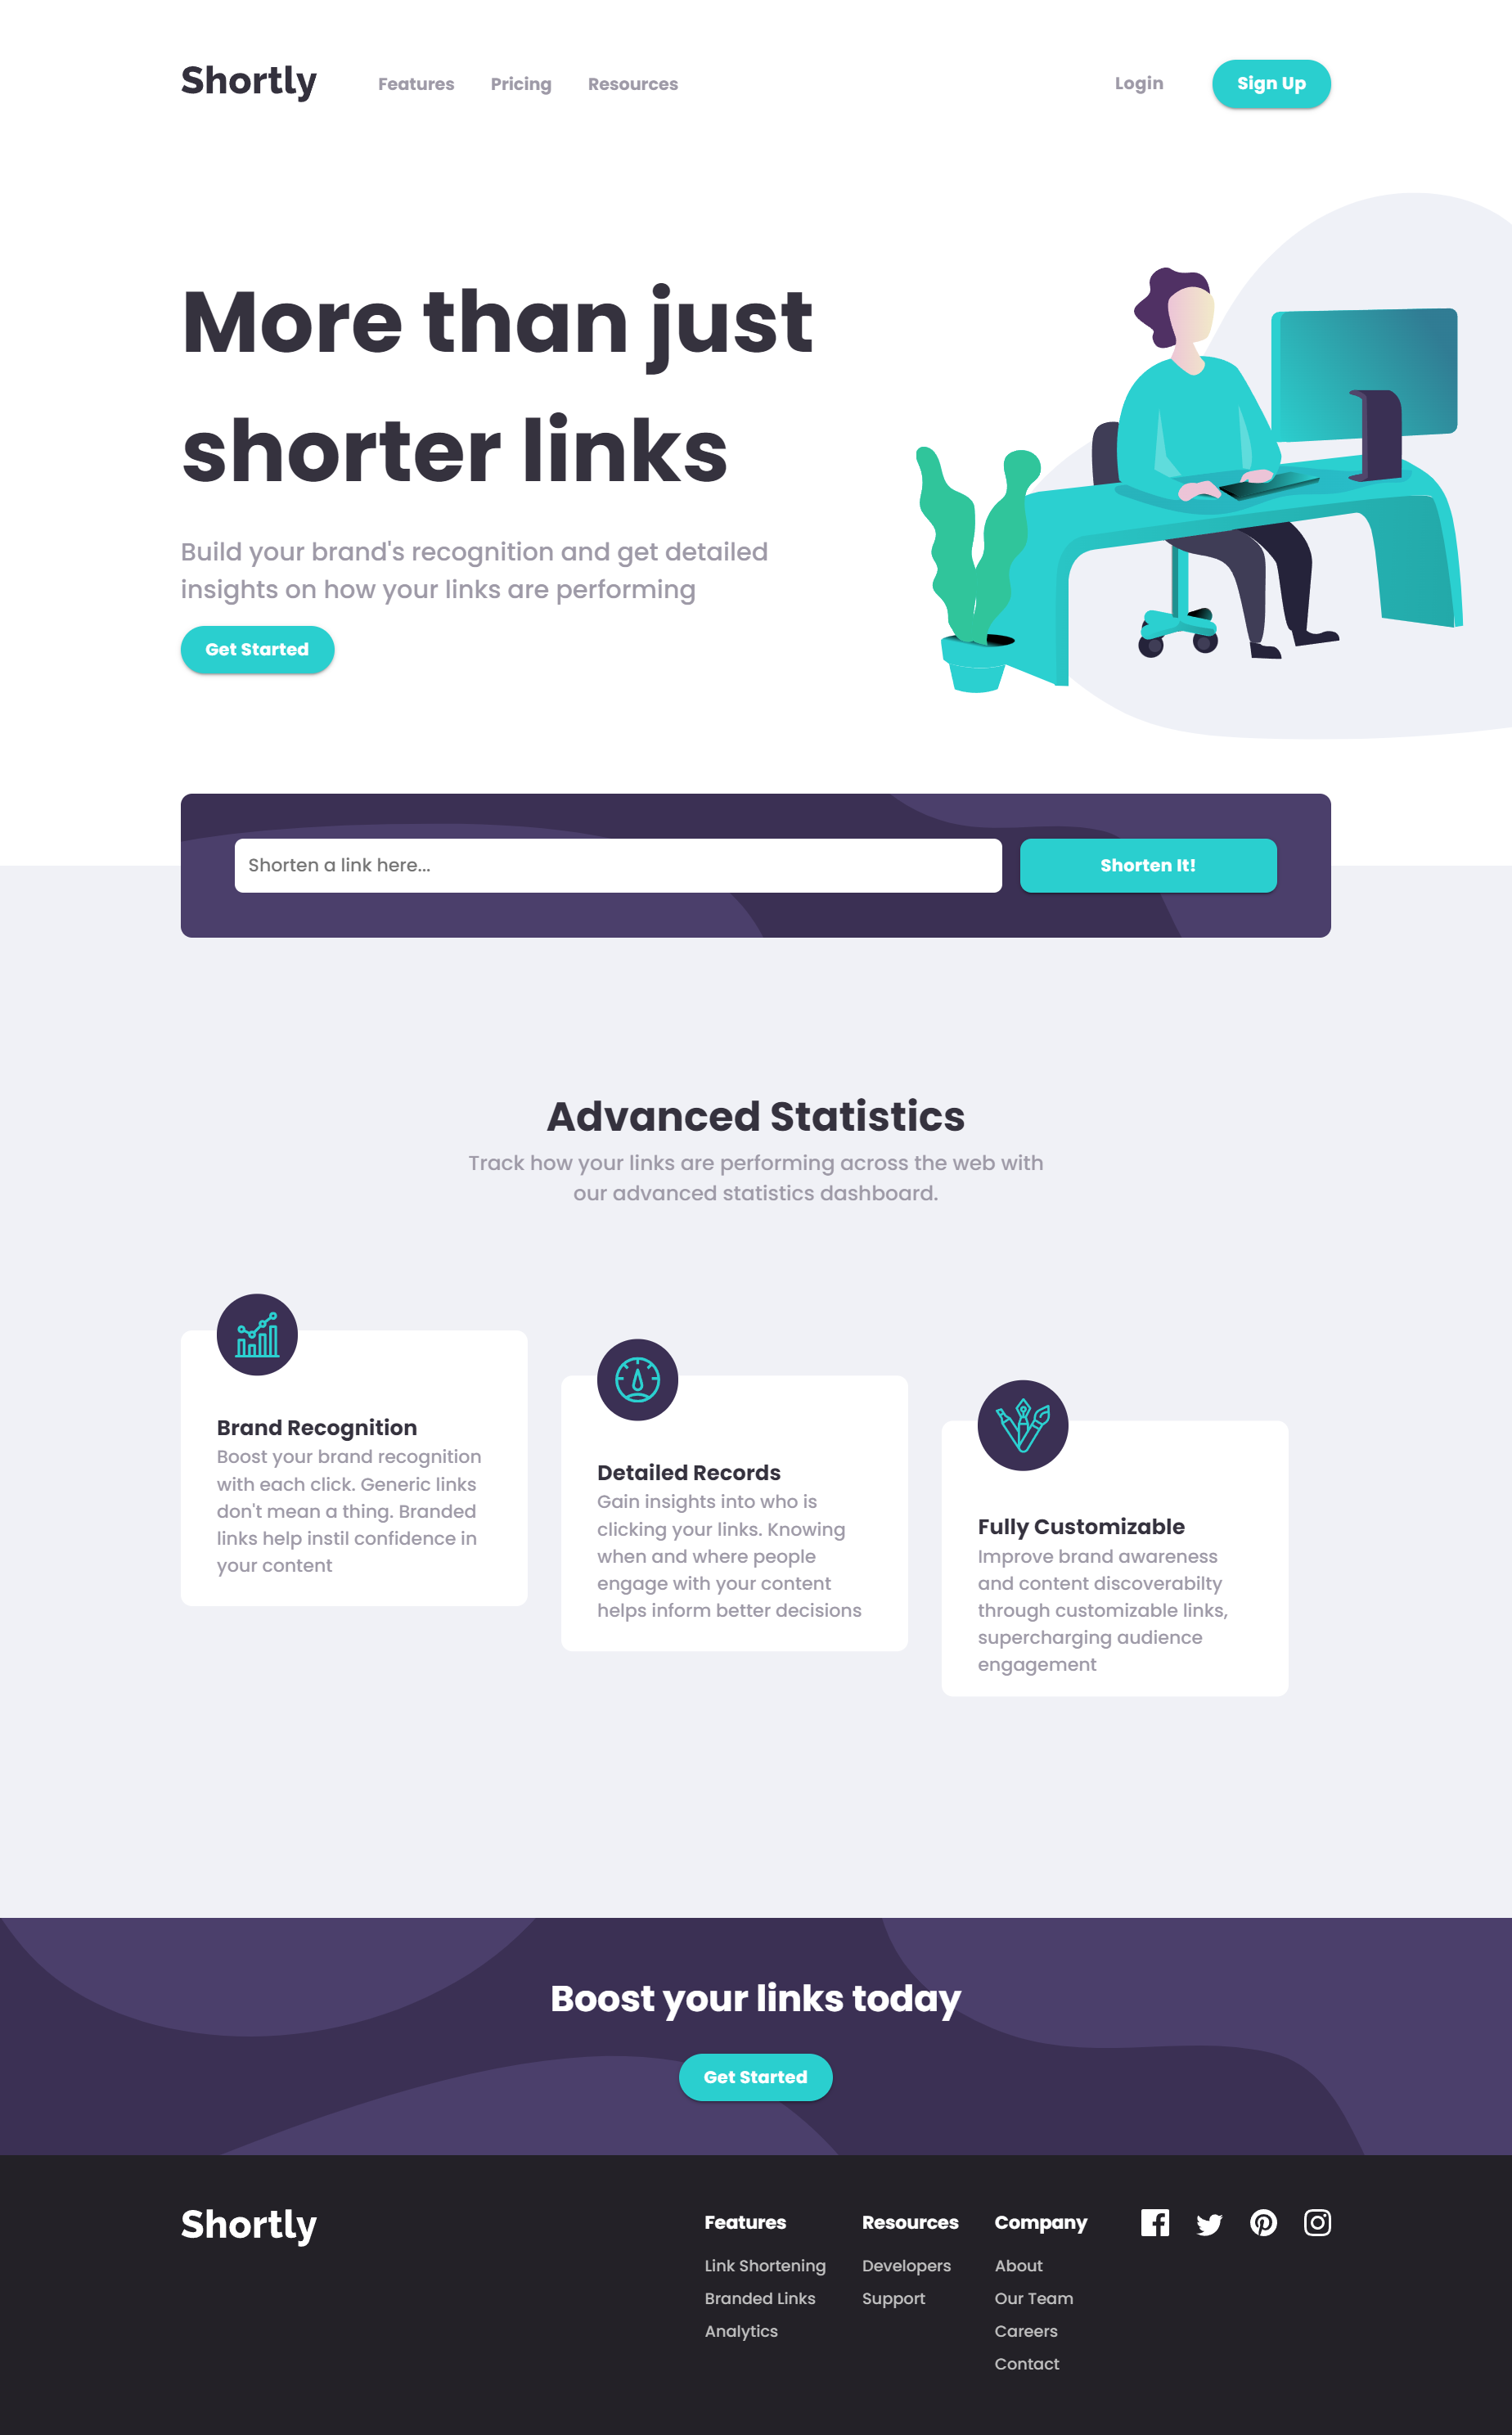 Shortly
Features
Pricing
Resources
Login
Sign Up
More than just
shorter links
Build your brand's recognition and get detailed
insights on how your links are performing
Get Started
Shorten a link here...
Shorten It!
Advanced Statistics
Track how your links are performing across the web with
our advanced statistics dashboard.
Brand Recognition
Boost your brand recognition
with each click. Generic links
don't mean a thing. Branded
links help instil confidence in
your content
Detailed Records
Gain insights into who is
clicking your links. Knowing
when and where people
engage with your content
helps inform better decisions
Fully Customizable
Improve brand awareness
and content discoverabilty
through customizable links,
supercharging audience
engagement
Boost your links today
Get Started
Shortly
Features
Link Shortening
Branded Links
Analytics
Resources
Developers
Support
Company
About
Our Team
Careers
Contact